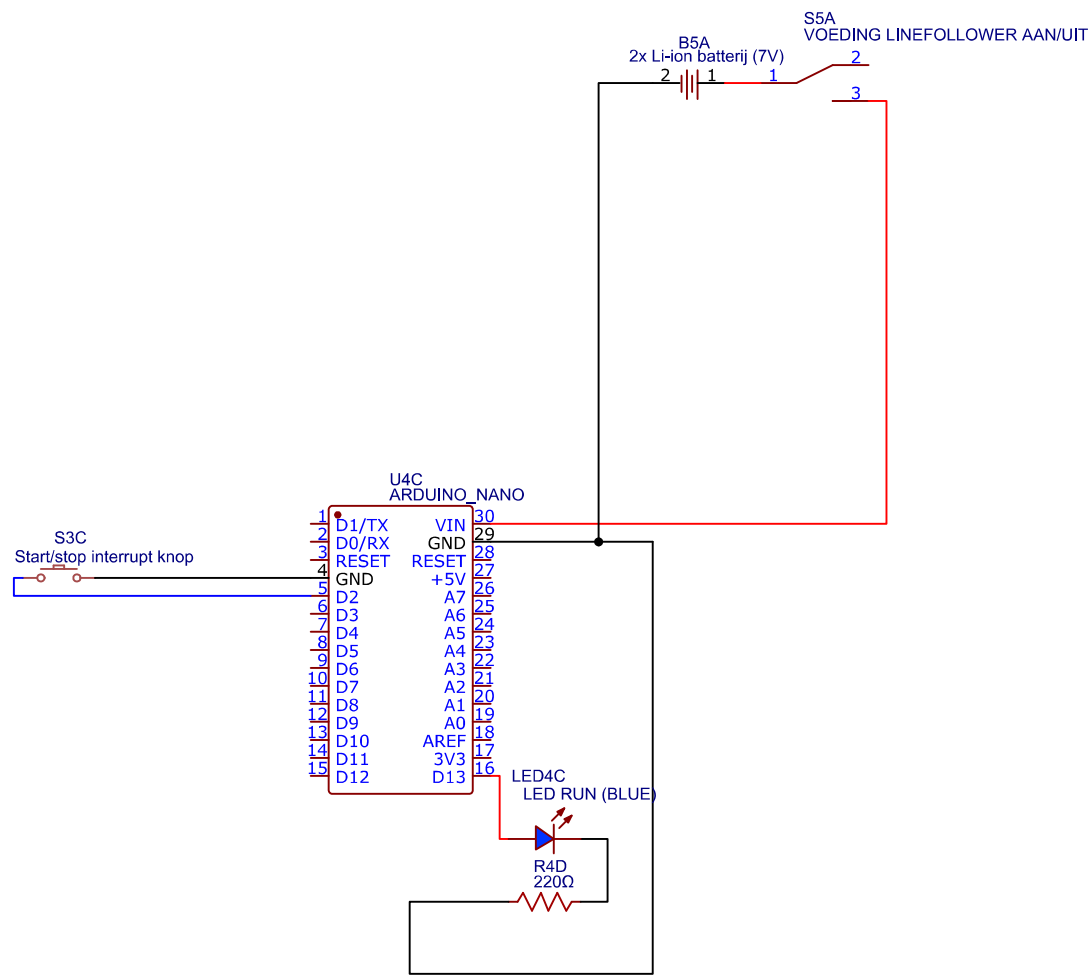 S5A
VOEDING LINEFOLLOWER AAN/UIT
B5A
2x Li-ion batterij (7V)
2 1 1 2
3
U4C
ARDUINO_NANO
S3C
Start/stop interrupt knop
1 D1/TX VIN 30
2 D0/RX GND 29
3 RESET RESET 28
4 GND +5V 27
5 D2 A7 26
6 D3 A6 25
7 D4 A5 24
8 D5 A4 23
9 D6 A3 22
10 D7 A2 21
11 D8 A1 20
12 D9 A0 19
13 D10 AREF 18
14 D11 3V3 17
15 D12 D13 16
LED4C
LED RUN (BLUE)
R4D
220Ω